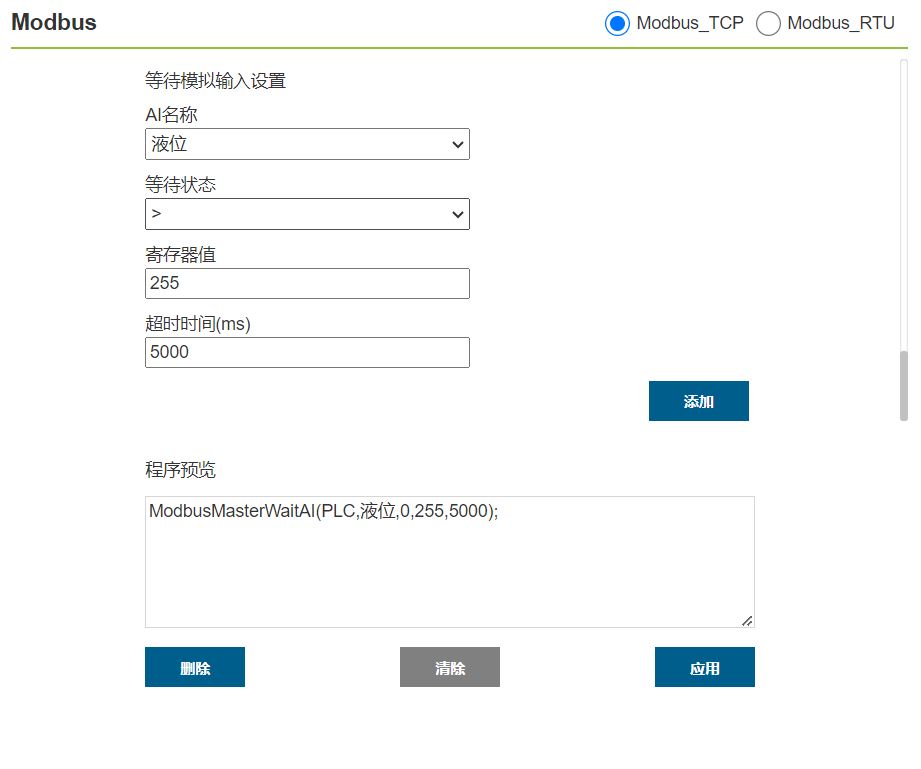 Modbus
Modbus_TCP Modbus_RTU
等待模拟输入设置
AI名称
液位
等待状态
>
寄存器值
255
超时时间(ms)
5000
添加
程序预览
ModbusMasterWaitAI(PLC,液位,0,255,5000);
删除 清除 应用